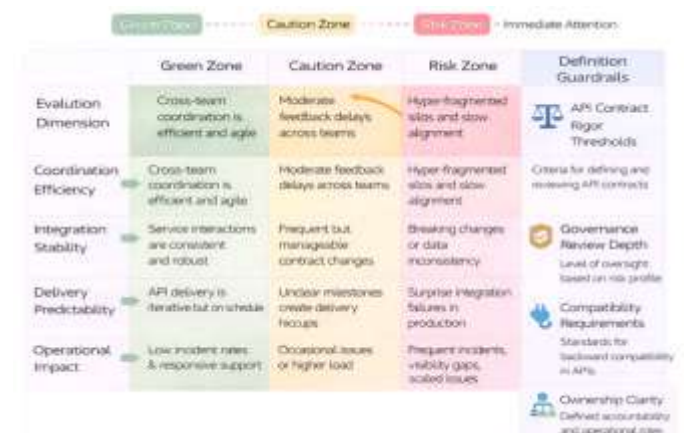 Green Zone
Caution Zone
Risk Zone
Immediate Attention
Green Zone
Caution Zone
Risk Zone
Definition
Guardrails
Evalution
Dimension
Cross-team
coordination is
efficient and agile
Moderate
feedback delays
across teams
Hyper-fragmented
silos and slow
alignment
API Contract
Rigor
Thresholds
Coordination
Efficiency
Cross-team
coordination is
efficient and agile
Moderate feedback
delays across teams
Hyper-fragmented
silos and slow
alignment
Criteria for defining and
reviewing API contracts
Integration
Stability
Service interactions
are consistent
and robust
Frequent but
manageable
contract changes
Breaking changes
or data
inconsistency
Governance
Review Depth
Level of oversight
based on risk profile
Delivery
Predictability
API delivery is
iterative but on schedule
Unclear milestones
create delivery
hiccups
Surprise integration
failures in
production
Compatibility
Requirements
Standards for
backward compatibility
in APIs
Operational
Impact
Low incident rates
& responsive support
Occasional issues
or higher load
Frequent incidents,
visibility gaps,
scaled issues
Ownership Clarity
Defined accountability
and operational roles